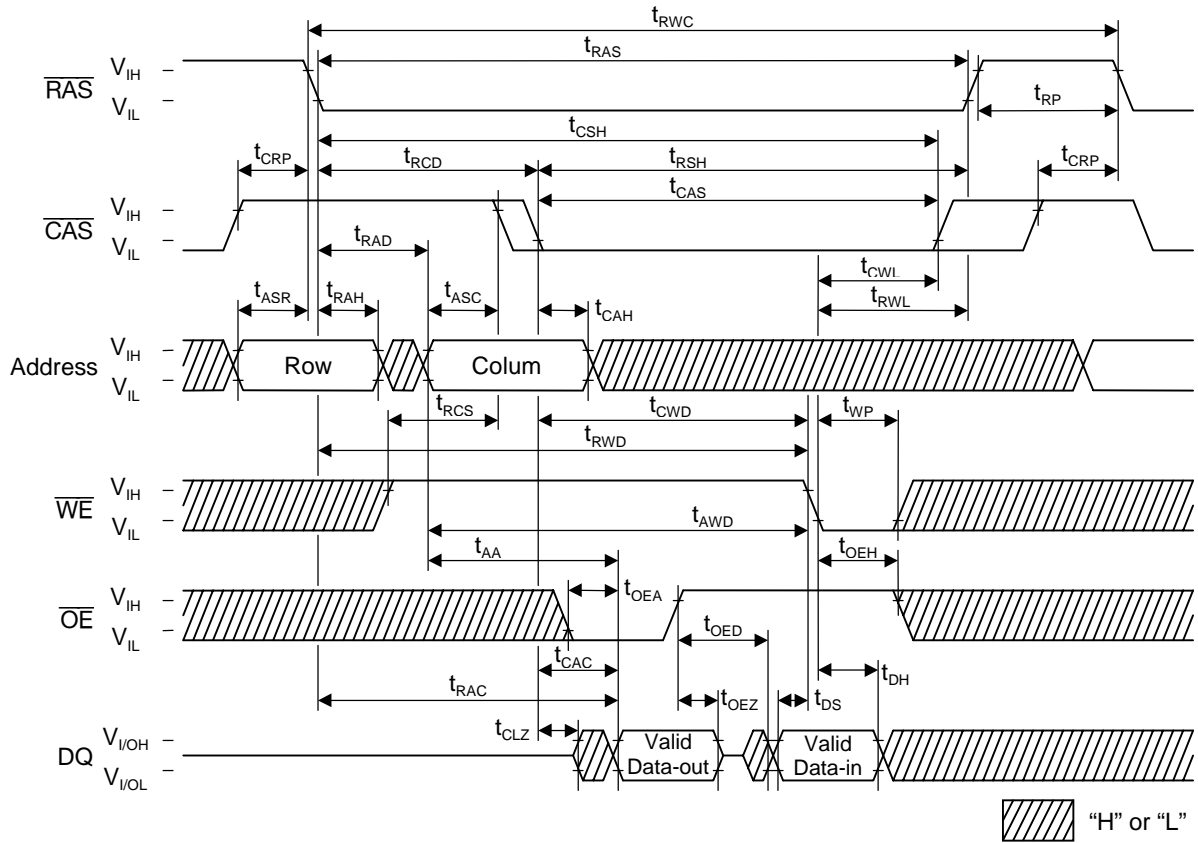 tRWC
tRAS
VIH
RAS
VIL
tRP
tCSH
tCRP
tRCD
tRSH
tCRP
tCAS
VIH
CAS
VIL
tRAD
tCWL
tASR
tRAH
tASC
tRWL
tCAH
VIH
Address
Row
Colum
VIL
tRCS
tCWD
tWP
tRWD
VIH
WE
VIL
tAWD
tAA
tOEH
tOEA
VIH
OE
VIL
tOED
tCAC
tDH
tRAC
tOEZ
tDS
tCLZ
VI/OH
DQ
Valid
Data-out
Valid
Data-in
VI/OL
“H” or “L”